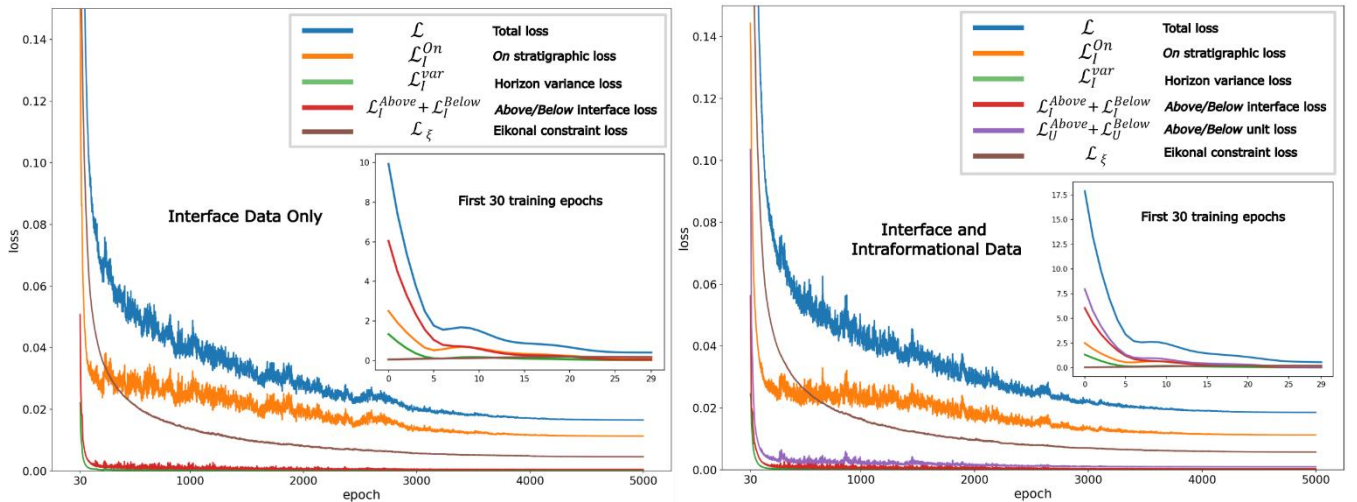 0.14
0.12
0.10
0.08
0.06
0.04
0.02
0.00
loss
30
1000
2000
3000
4000
5000
epoch
ℒ Total loss
ℒ_I^On On stratigraphic loss
ℒ_I^var Horizon variance loss
ℒ_I^Above + ℒ_I^Below Above/Below interface loss
ℒ_ξ Eikonal constraint loss
Interface Data Only
First 30 training epochs
10
8
6
4
2
0
0
5
10
15
20
25
29
0.14
0.12
0.10
0.08
0.06
0.04
0.02
0.00
loss
30
1000
2000
3000
4000
5000
epoch
ℒ Total loss
ℒ_I^On On stratigraphic loss
ℒ_I^var Horizon variance loss
ℒ_I^Above + ℒ_I^Below Above/Below interface loss
ℒ_U^Above + ℒ_U^Below Above/Below unit loss
ℒ_ξ Eikonal constraint loss
Interface and
Intraformational Data
First 30 training epochs
17.5
15.0
12.5
10.0
7.5
5.0
2.5
0.0
0
5
10
15
20
25
29